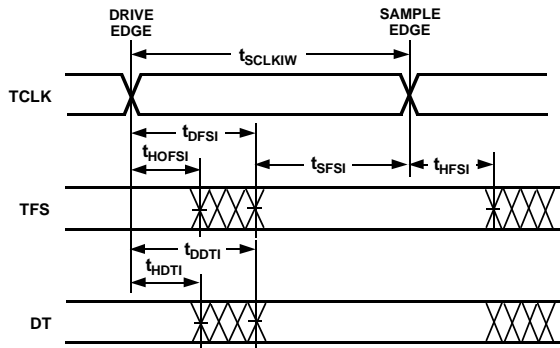 DRIVE
EDGE
SAMPLE
EDGE
tSCLKIW
TCLK
tDFSI
tHOFSI
tSFSI
tHFSI
TFS
tDDTI
tHDTI
DT